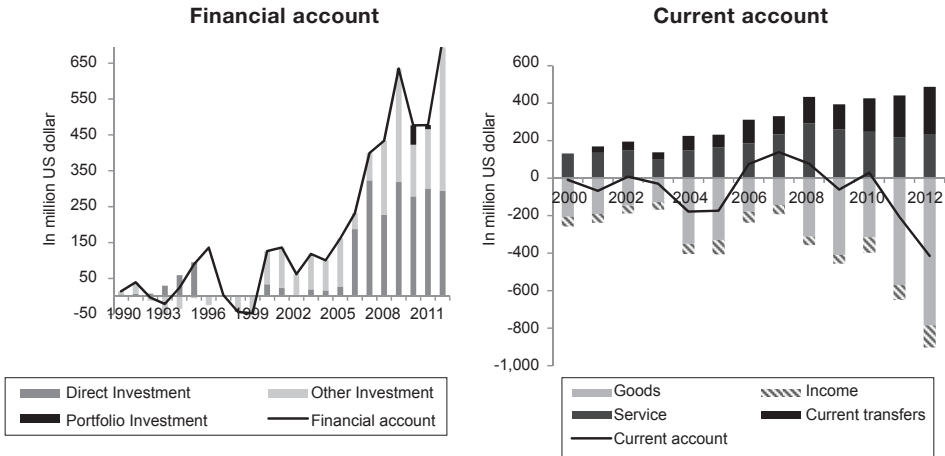 Financial account
In million US dollar
650
550
450
350
250
150
50
-50
1990 1993 1996 1999 2002 2005 2008 2011
Direct Investment
Other Investment
Portfolio Investment
Financial account
Current account
In million US dollar
600
400
200
0
-200
-400
-600
-800
-1,000
2000 2002 2004 2006 2008 2010 2012
Goods
Income
Service
Current transfers
Current account